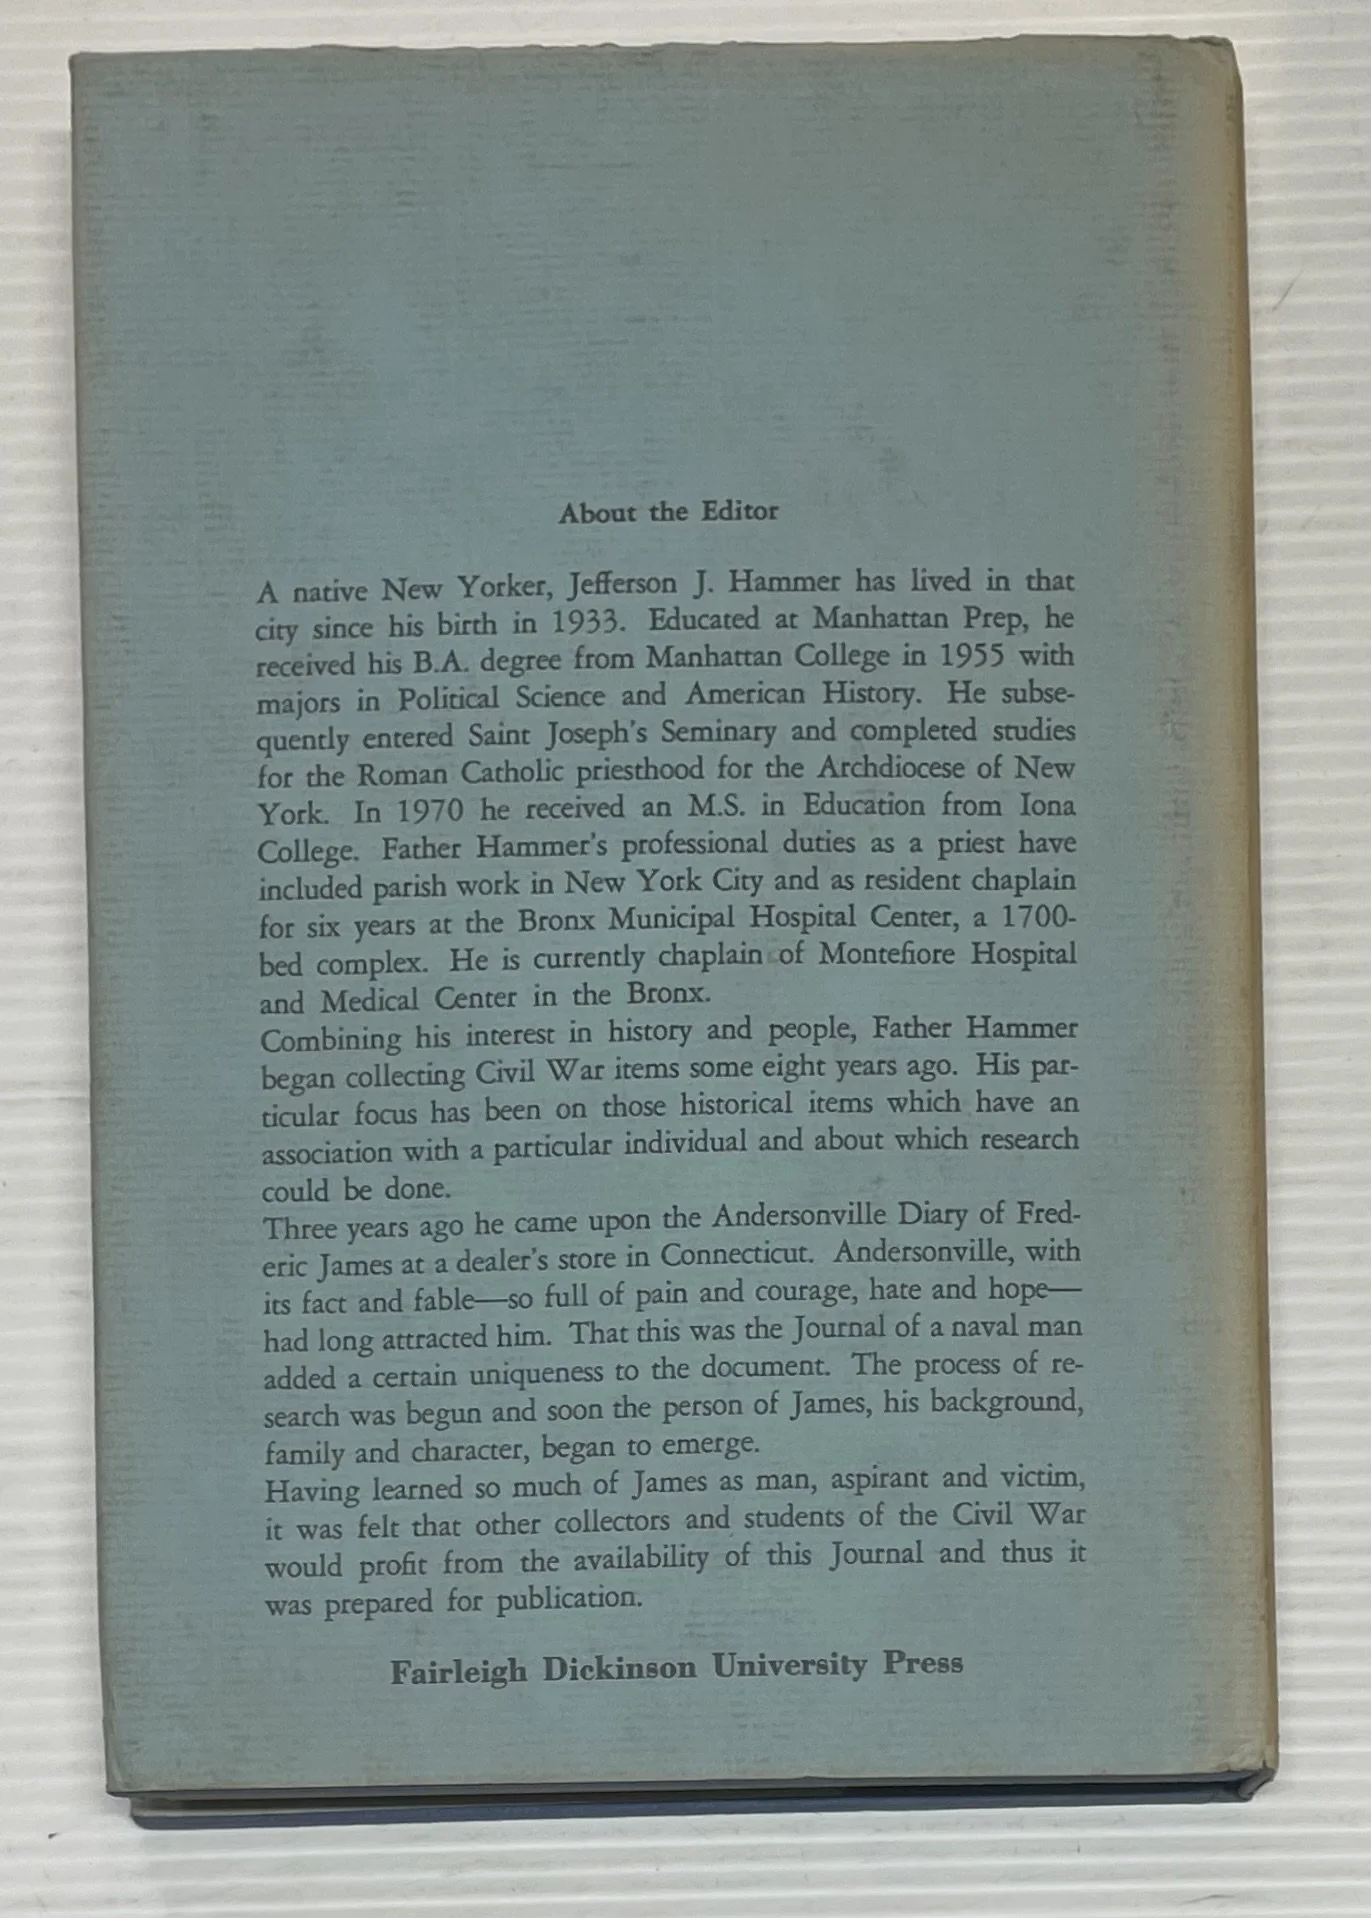 About the Editor
A native New Yorker, Jefferson J. Hammer has lived in that
city since his birth in 1933. Educated at Manhattan Prep, he
received his B.A. degree from Manhattan College in 1955 with
majors in Political Science and American History. He subse-
quently entered Saint Joseph's Seminary and completed studies
for the Roman Catholic priesthood for the Archdiocese of New
York. In 1970 he received an M.S. in Education from Iona
College. Father Hammer's professional duties as a priest have
included parish work in New York City and as resident chaplain
for six years at the Bronx Municipal Hospital Center, a 1700-
bed complex. He is currently chaplain of Montefiore Hospital
and Medical Center in the Bronx.
Combining his interest in history and people, Father Hammer
began collecting Civil War items some eight years ago. His par-
ticular focus has been on those historical items which have an
association with a particular individual and about which research
could be done.
Three years ago he came upon the Andersonville Diary of Fred-
eric James at a dealer's store in Connecticut. Andersonville, with
its fact and fable—so full of pain and courage, hate and hope—
had long attracted him. That this was the Journal of a naval man
added a certain uniqueness to the document. The process of re-
search was begun and soon the person of James, his background,
family and character, began to emerge.
Having learned so much of James as man, aspirant and victim,
it was felt that other collectors and students of the Civil War
would profit from the availability of this Journal and thus it
was prepared for publication.
Fairleigh Dickinson University Press